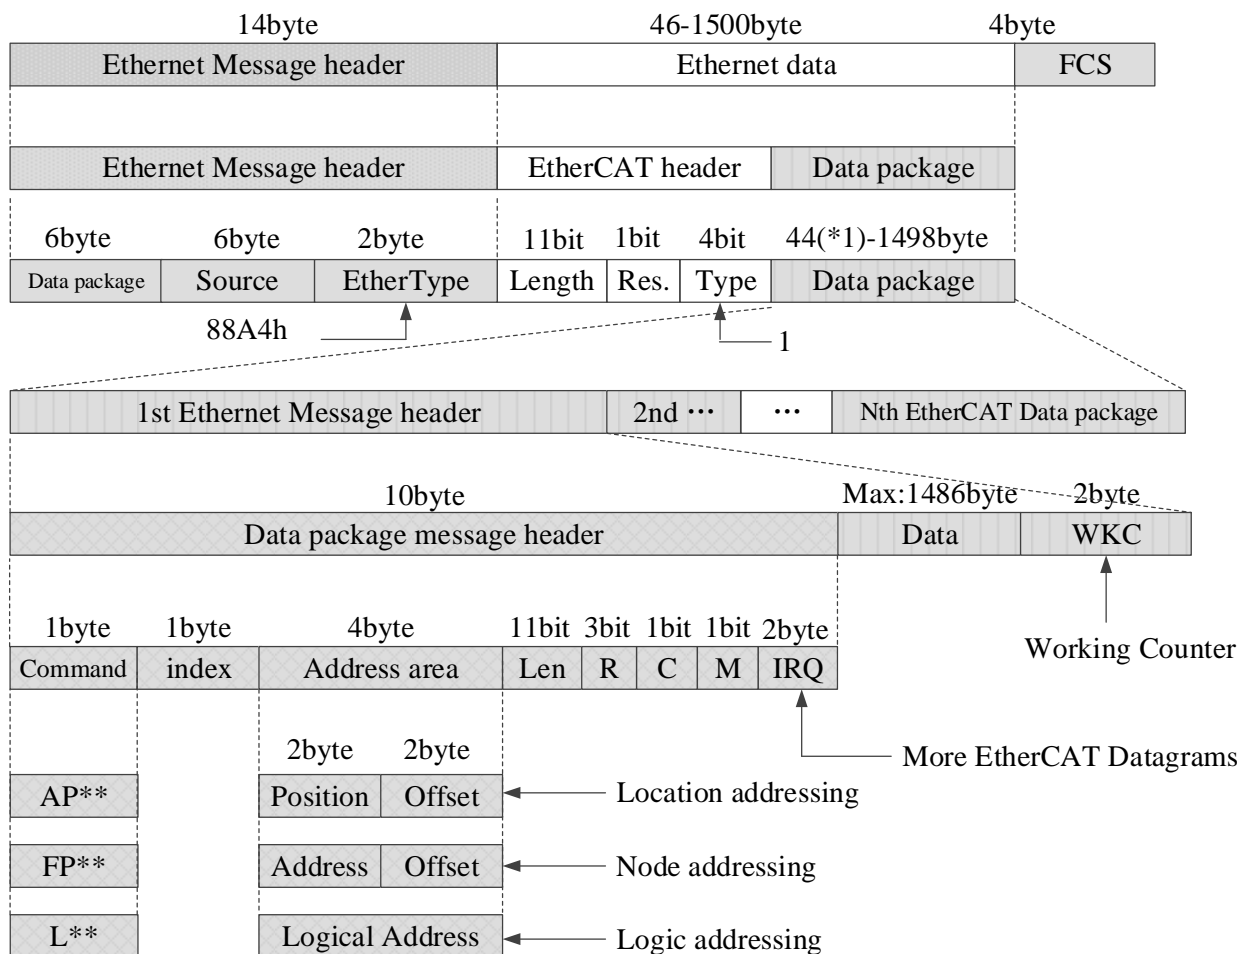 14byte 46-1500byte 4byte
Ethernet Message header Ethernet data FCS
Ethernet Message header EtherCAT header Data package
6byte 6byte 2byte 11bit 1bit 4bit 44(*1)-1498byte
Data package Source EtherType Length Res. Type Data package
88A4h 1
1st Ethernet Message header 2nd ··· ··· Nth EtherCAT Data package
10byte Max:1486byte 2byte
Data package message header Data WKC
1byte 1byte 4byte 11bit 3bit 1bit 1bit 2byte
Working Counter
Command index Address area Len R C M IRQ
2byte 2byte
More EtherCAT Datagrams
AP** Position Offset Location addressing
FP** Address Offset Node addressing
L** Logical Address Logic addressing